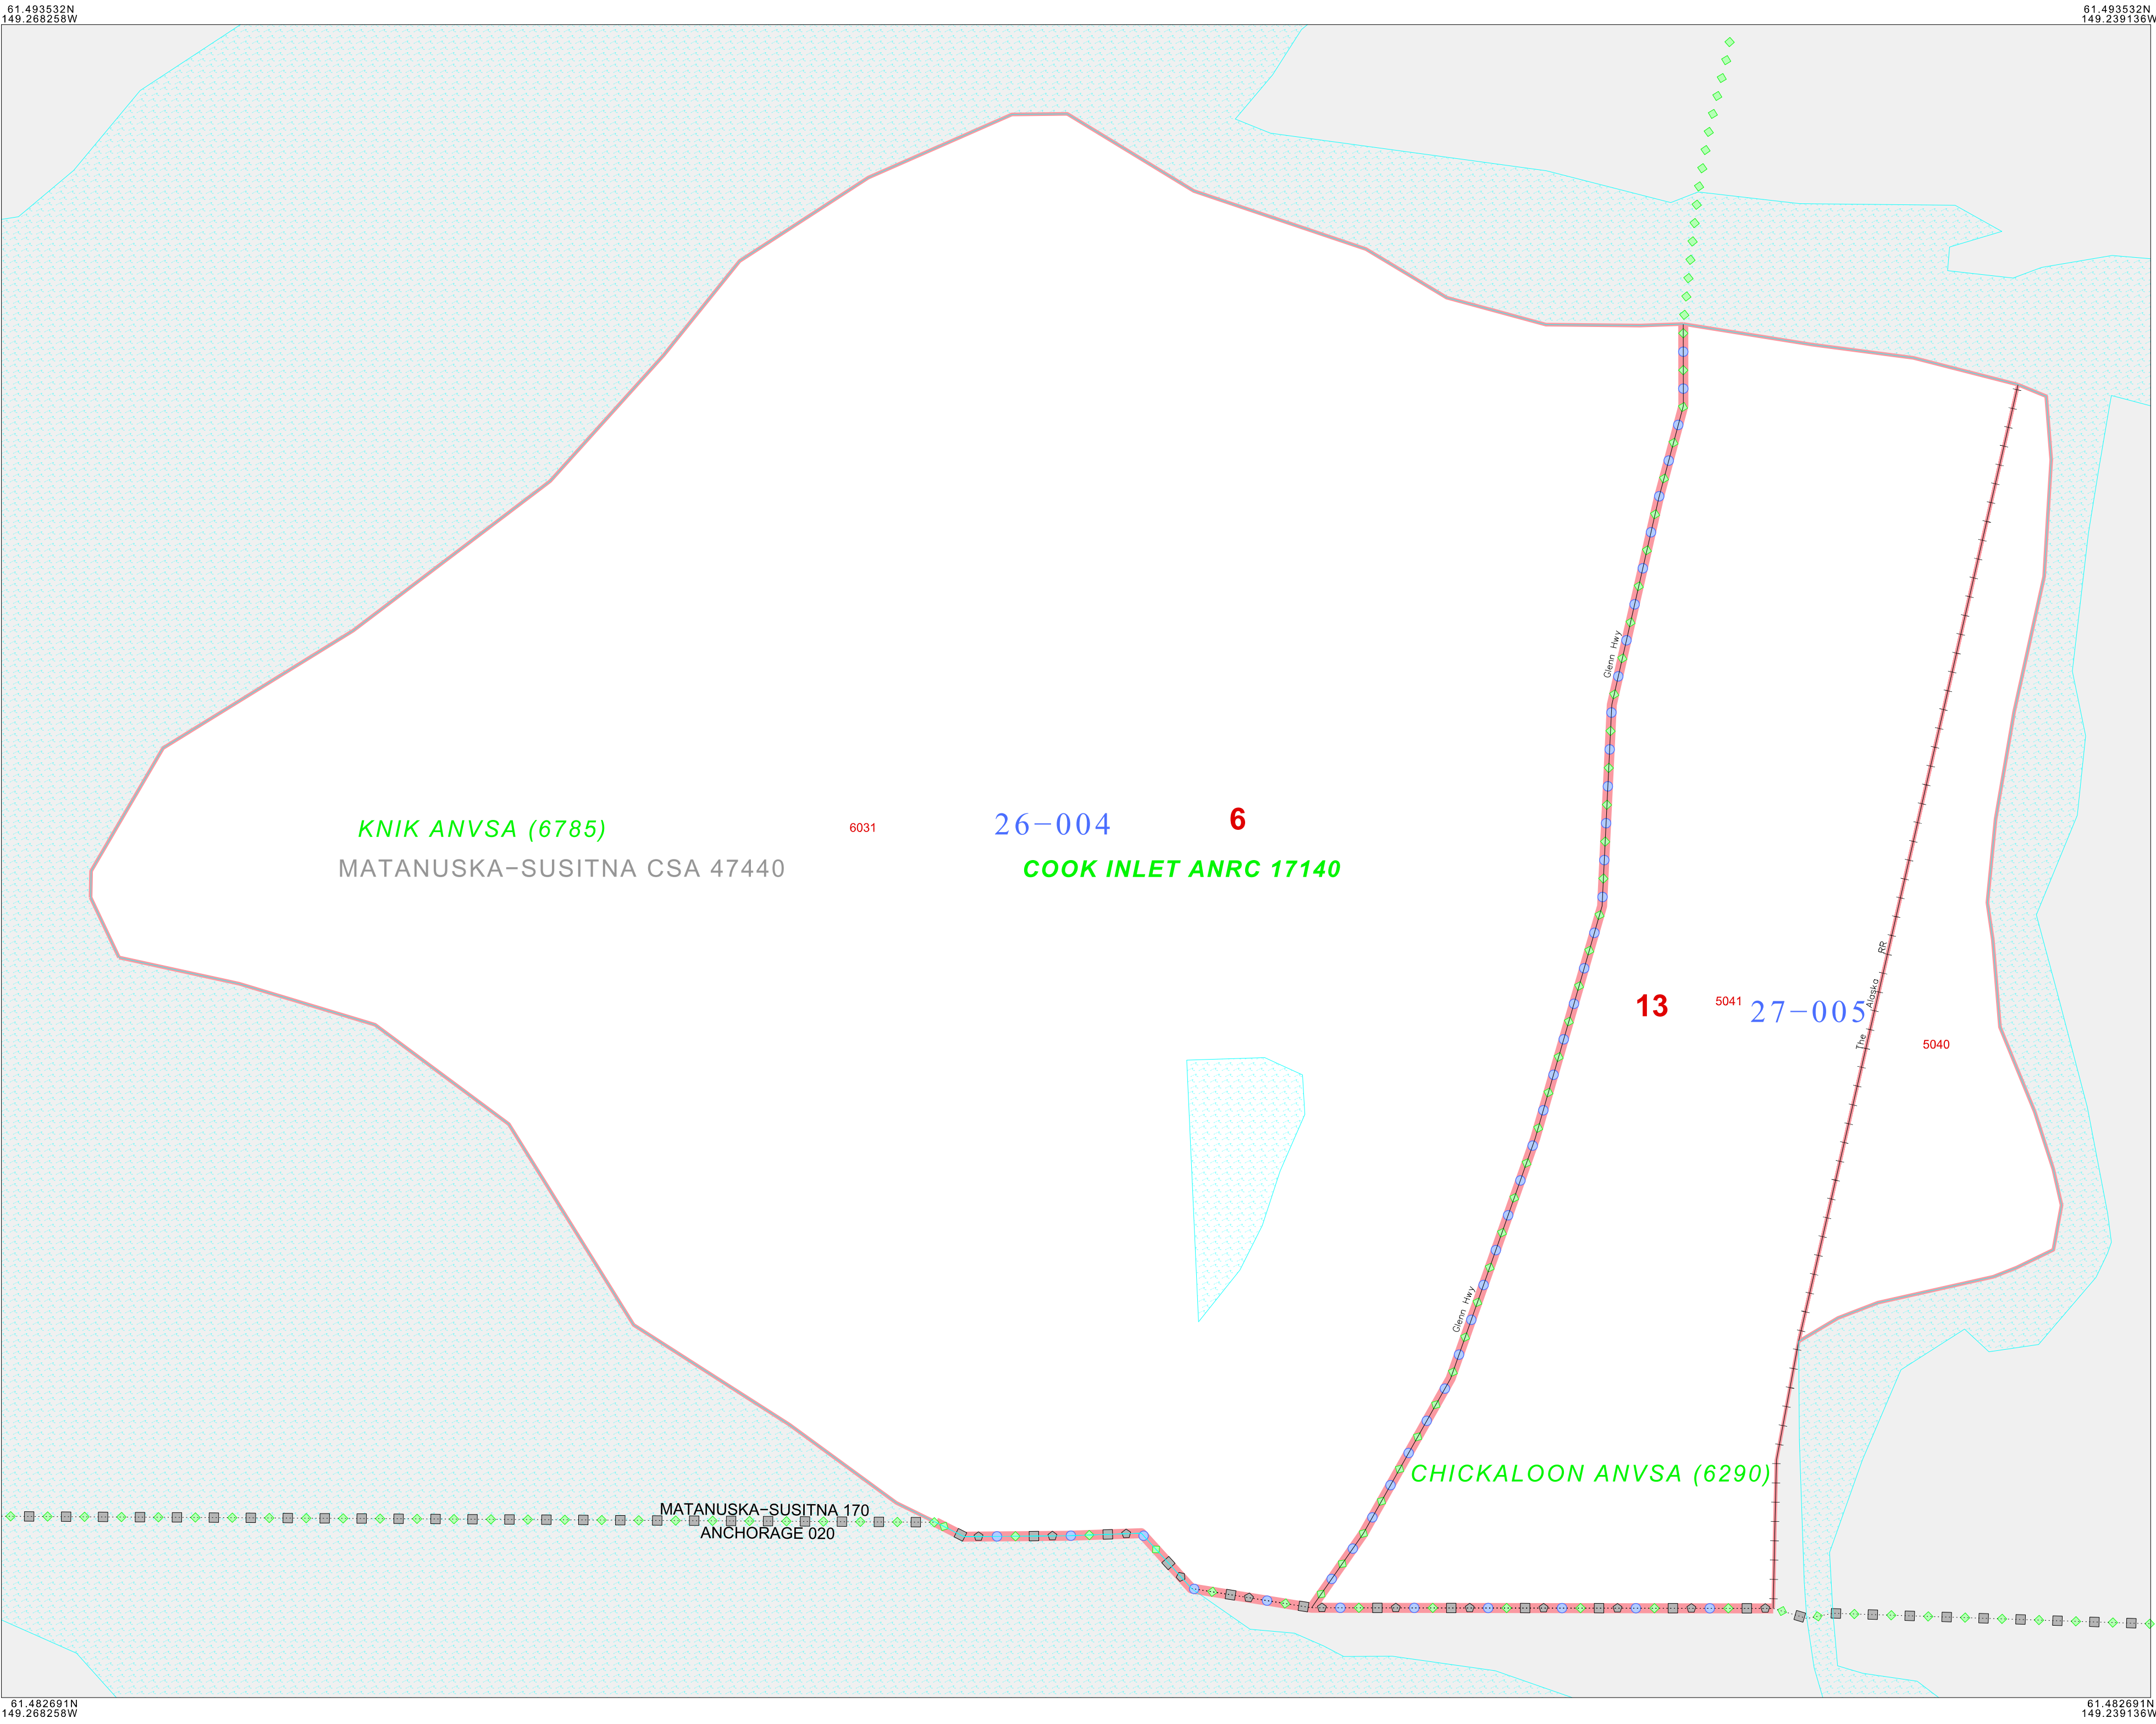 61.493532N
149.268258W
61.493532N
149.239136W
Glenn Hwy
KNIK ANVSA (6785)
6031
26-004
6
MATANUSKA-SUSITNA CSA 47440
COOK INLET ANRC 17140
The Alaska RR
13
5041
27-005
5040
Glenn Hwy
CHICKALOON ANVSA (6290)
MATANUSKA-SUSITNA 170
ANCHORAGE 020
61.482691N
149.268258W
61.482691N
149.239136W